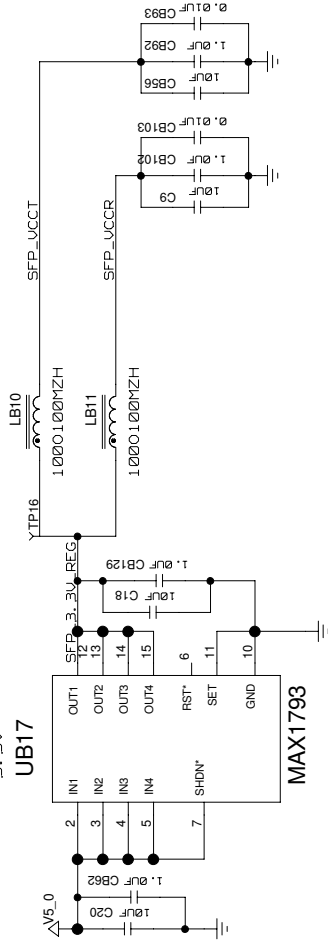 CB93 0.01UF
CB92 1.0UF
CB56 10UF
SFP_VCCT
LB10
1000100MZH
TP16
CB103 0.01UF
CB102 1.0UF
C9 10UF
SFP_VCCR
LB11
1000100MZH
SFP_3.3V_REG
1.0UF CB129
10UF C18
UB17
MAX1793
V5_0
1.0UF CB62
10UF C20
2 IN1
3 IN2
4 IN3
5 IN4
7 SHDN*
OUT1 12
OUT2 13
OUT3 14
OUT4 15
RST* 6
SET 11
GND 10